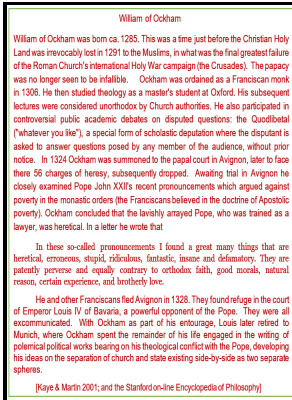 William of Ockham
William of Ockham was born ca. 1285. This was a time just before the Christian Holy
Land was irrevocably lost in 1291 to the Muslims, in what was the final greatest failure
of the Roman Church's international Holy War campaign (the Crusades). The papacy
was no longer seen to be infallible. Ockham was ordained as a Franciscan monk
in 1306. He then studied theology as a master's student at Oxford. His subsequent
lectures were considered unorthodox by Church authorities. He also participated in
controversial public academic debates on disputed questions: the Quodlibetal
("whatever you like"), a special form of scholastic deputation where the disputant is
asked to answer questions posed by any member of the audience, without prior
notice. In 1324 Ockham was summoned to the papal court in Avignon, later to face
there 56 charges of heresy, subsequently dropped. Awaiting trial in Avignon he
closely examined Pope John XXII's recent pronouncements which argued against
poverty in the monastic orders (the Franciscans believed in the doctrine of Apostolic
poverty). Ockham concluded that the lavishly arrayed Pope, who was trained as a
lawyer, was heretical. In a letter he wrote that
In these so-called pronouncements I found a great many things that are
heretical, erroneous, stupid, ridiculous, fantastic, insane and defamatory. They are
patently perverse and equally contrary to orthodox faith, good morals, natural
reason, certain experience, and brotherly love.
He and other Franciscans fled Avignon in 1328. They found refuge in the court
of Emperor Louis IV of Bavaria, a powerful opponent of the Pope. They were all
excommunicated. With Ockham as part of his entourage, Louis later retired to
Munich, where Ockham spent the remainder of his life engaged in the writing of
polemical political works bearing on his theological conflict with the Pope, developing
his ideas on the separation of church and state existing side-by-side as two separate
spheres.
[Kaye & Martin 2001; and the Stanford on-line Encyclopedia of Philosophy]